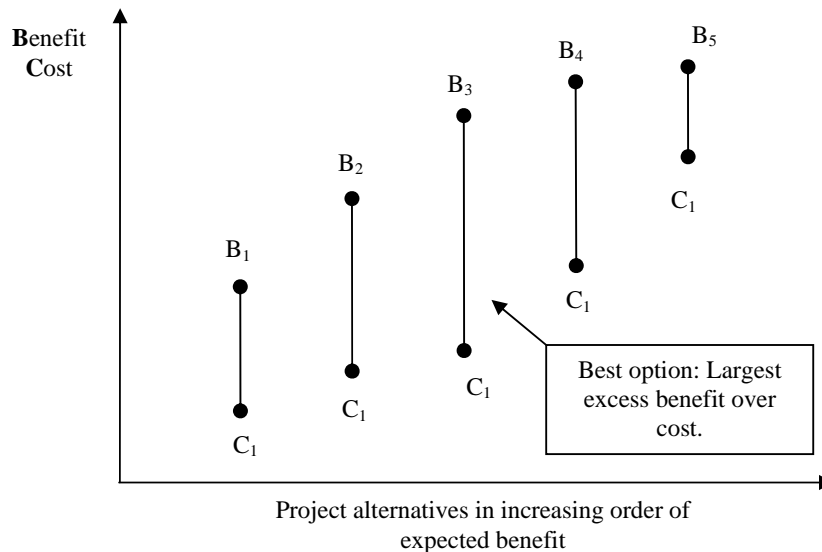 Benefit
Cost
B5
B4
B3
B2
B1
C1
C1
C1
C1
C1
Best option: Largest
excess benefit over
cost.
Project alternatives in increasing order of
expected benefit